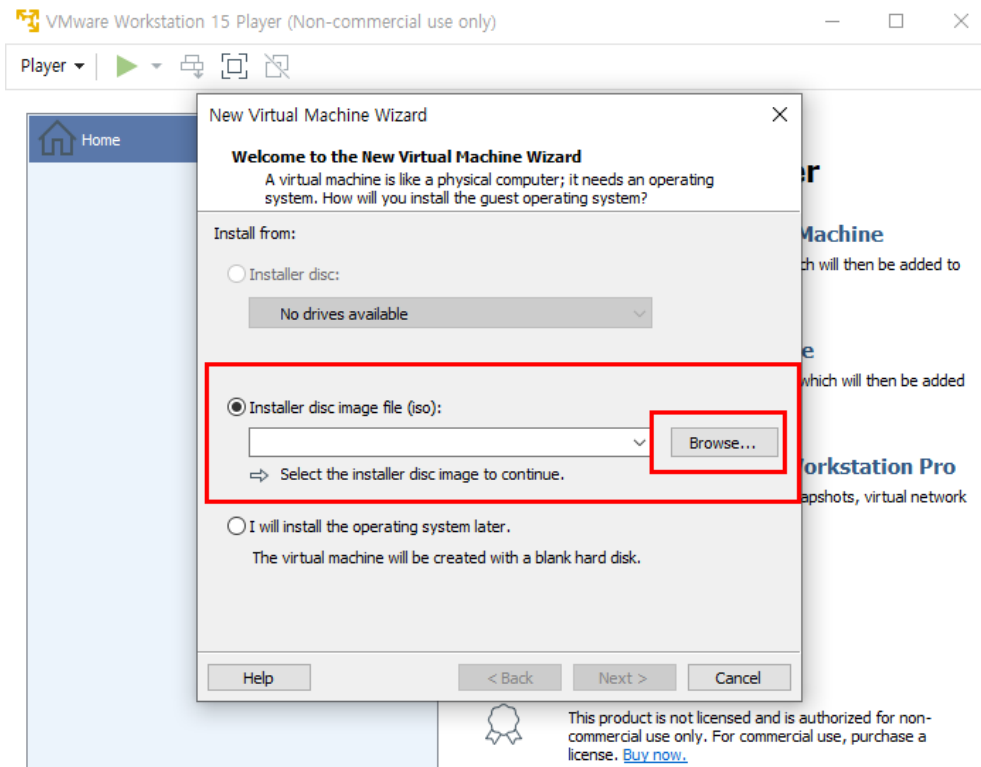 VMware Workstation 15 Player (Non-commercial use only)
Player
Home
New Virtual Machine Wizard
Welcome to the New Virtual Machine Wizard
A virtual machine is like a physical computer; it needs an operating
system. How will you install the guest operating system?
Install from:
Installer disc:
No drives available
Installer disc image file (iso):
Browse...
Select the installer disc image to continue.
I will install the operating system later.
The virtual machine will be created with a blank hard disk.
Help
< Back
Next >
Cancel
er
Machine
ch will then be added to
e
which will then be added
orkstation Pro
apshots, virtual network
This product is not licensed and is authorized for non-
commercial use only. For commercial use, purchase a
license. Buy now.